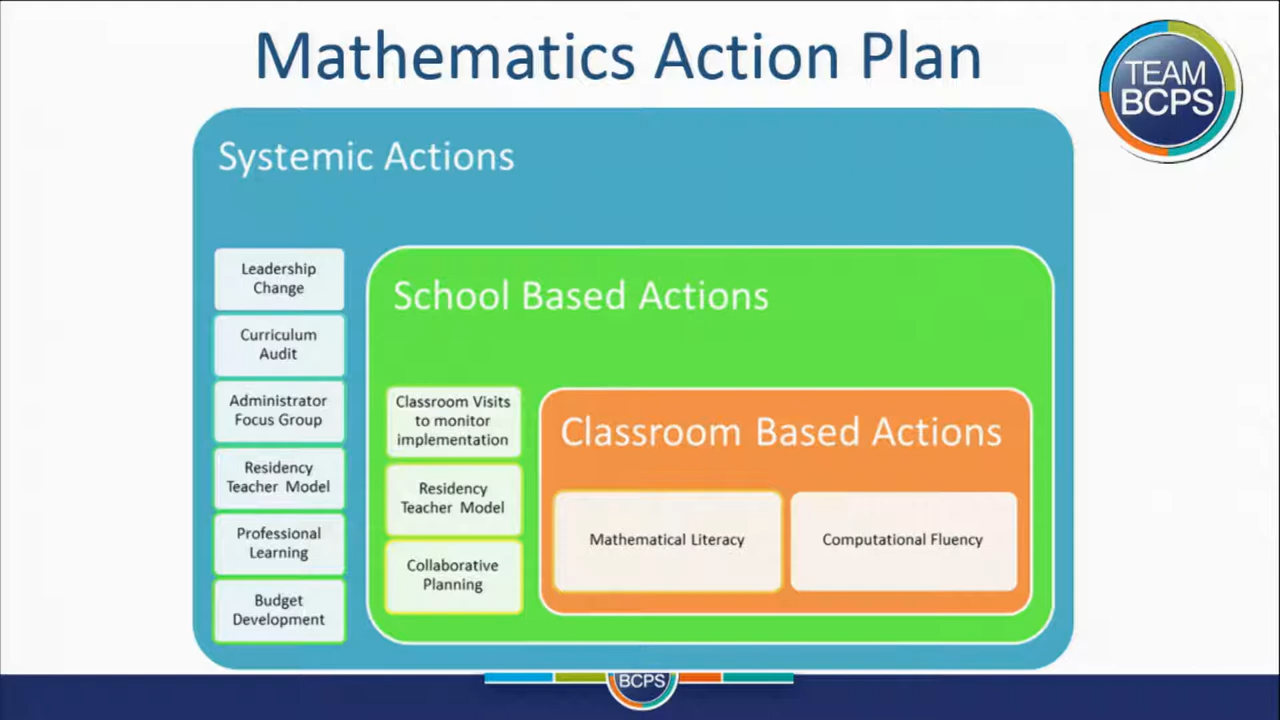 Mathematics Action Plan
TEAM
BCPS
Systemic Actions
Leadership
Change
Curriculum
Audit
Administrator
Focus Group
Residency
Teacher Model
Professional
Learning
Budget
Development
School Based Actions
Classroom Visits
to monitor
implementation
Residency
Teacher Model
Collaborative
Planning
Classroom Based Actions
Mathematical Literacy
Computational Fluency
BCPS